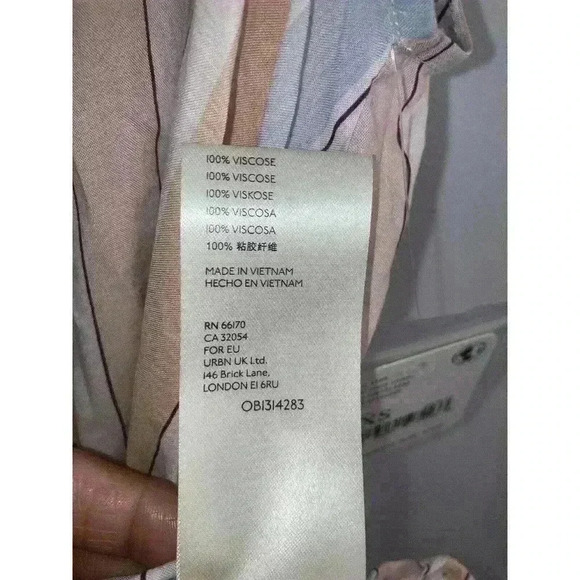 100% VISCOSE
100% VISCOSE
100% VISKOSE
100% VISCOSA
100% VISCOSA
100% 粘胶纤维
MADE IN VIETNAM
HECHO EN VIETNAM
RN 66170
CA 32054
FOR EU
URBN UK Ltd.
146 Brick Lane,
LONDON E1 6RU
OB1314283